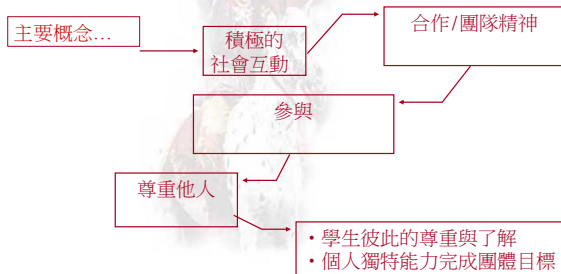 主要概念...
積極的
社會互動
合作/團隊精神
參與
尊重他人
• 學生彼此的尊重與了解
• 個人獨特能力完成團體目標